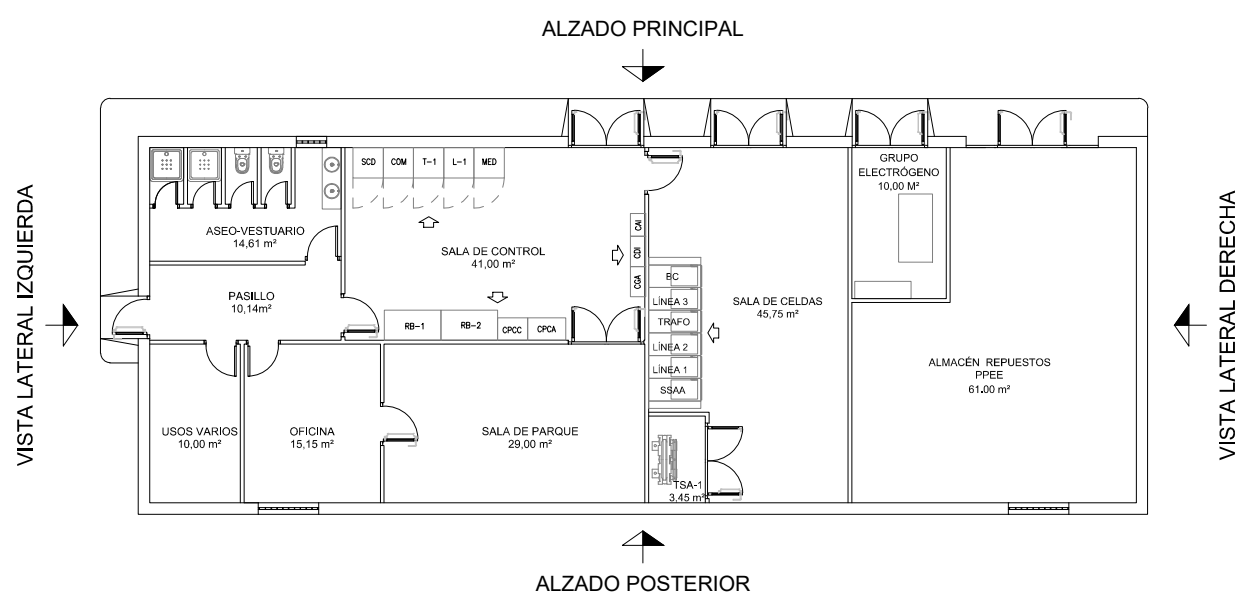 ALZADO PRINCIPAL
VISTA LATERAL IZQUIERDA
ASEO-VESTUARIO
14,61 m²
SCD
COM
T-1
L-1
MED
SALA DE CONTROL
41,00 m²
CAI
CDI
CGA
PASILLO
10,14m²
RB-1
RB-2
CPCC
CPCA
USOS VARIOS
10,00 m²
OFICINA
15,15 m²
SALA DE PARQUE
29,00 m²
BC
LÍNEA 3
TRAFO
LÍNEA 2
LÍNEA 1
SSAA
SALA DE CELDAS
45,75 m²
TSA-1
3,45 m²
GRUPO
ELECTRÓGENO
10,00 M²
ALMACÉN REPUESTOS
PPEE
61.00 m²
VISTA LATERAL DERECHA
ALZADO POSTERIOR